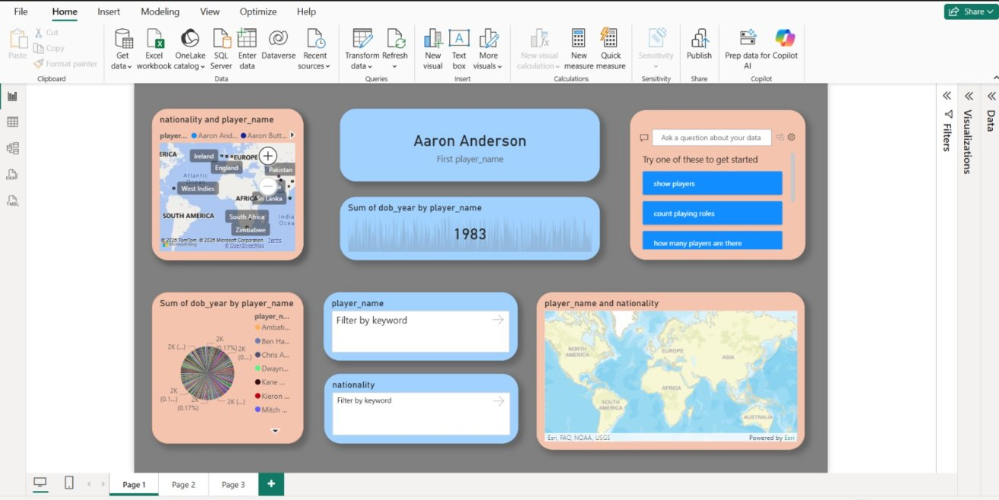 File Home Insert Modeling View Optimize Help
Share
Paste
Cut
Copy
Format painter
Clipboard
Get data
Excel workbook
OneLake catalog
SQL Server
Enter data
Dataverse
Recent sources
Data
Transform data
Refresh
Queries
New visual
Text box
More visuals
Insert
New visual calculation
New measure
Quick measure
Calculations
Sensitivity
Sensitivity
Publish
Share
Prep data for AI
Copilot
Copilot
Filters
Visualizations
Data
nationality and player_name
player... Aaron And... Aaron Butt...
ERICA
Ireland
EUROPE
England
Pakistan
Atlantic
West Indies
AFRIC
Sri Lanka
SOUTH AMERICA
South Africa
India
Ocea
Zimbabwe
© 2026 TomTom, © 2026 Microsoft Corporation, Terms
© OpenStreetMap
Microsoft Bing
Aaron Anderson
First player_name
Sum of dob_year by player_name
1983
Ask a question about your data
Try one of these to get started
show players
count playing roles
how many players are there
Sum of dob_year by player_name
player_n...
Ambati...
Ben Ha...
Chris A...
Dwayn...
Kane ...
Kieron ...
Mitch ...
2K (...)
2K
2K
(0....)
2K
(0.1...)
2K
(0.17%)
2K (...)
player_name
Filter by keyword
nationality
Filter by keyword
player_name and nationality
NORTH AMERICA
EUROPE
ASIA
AFRICA
SOUTH AMERICA
AUSTRALIA
Esri, FAO, NOAA, USGS
Powered by Esri
Page 1 Page 2 Page 3